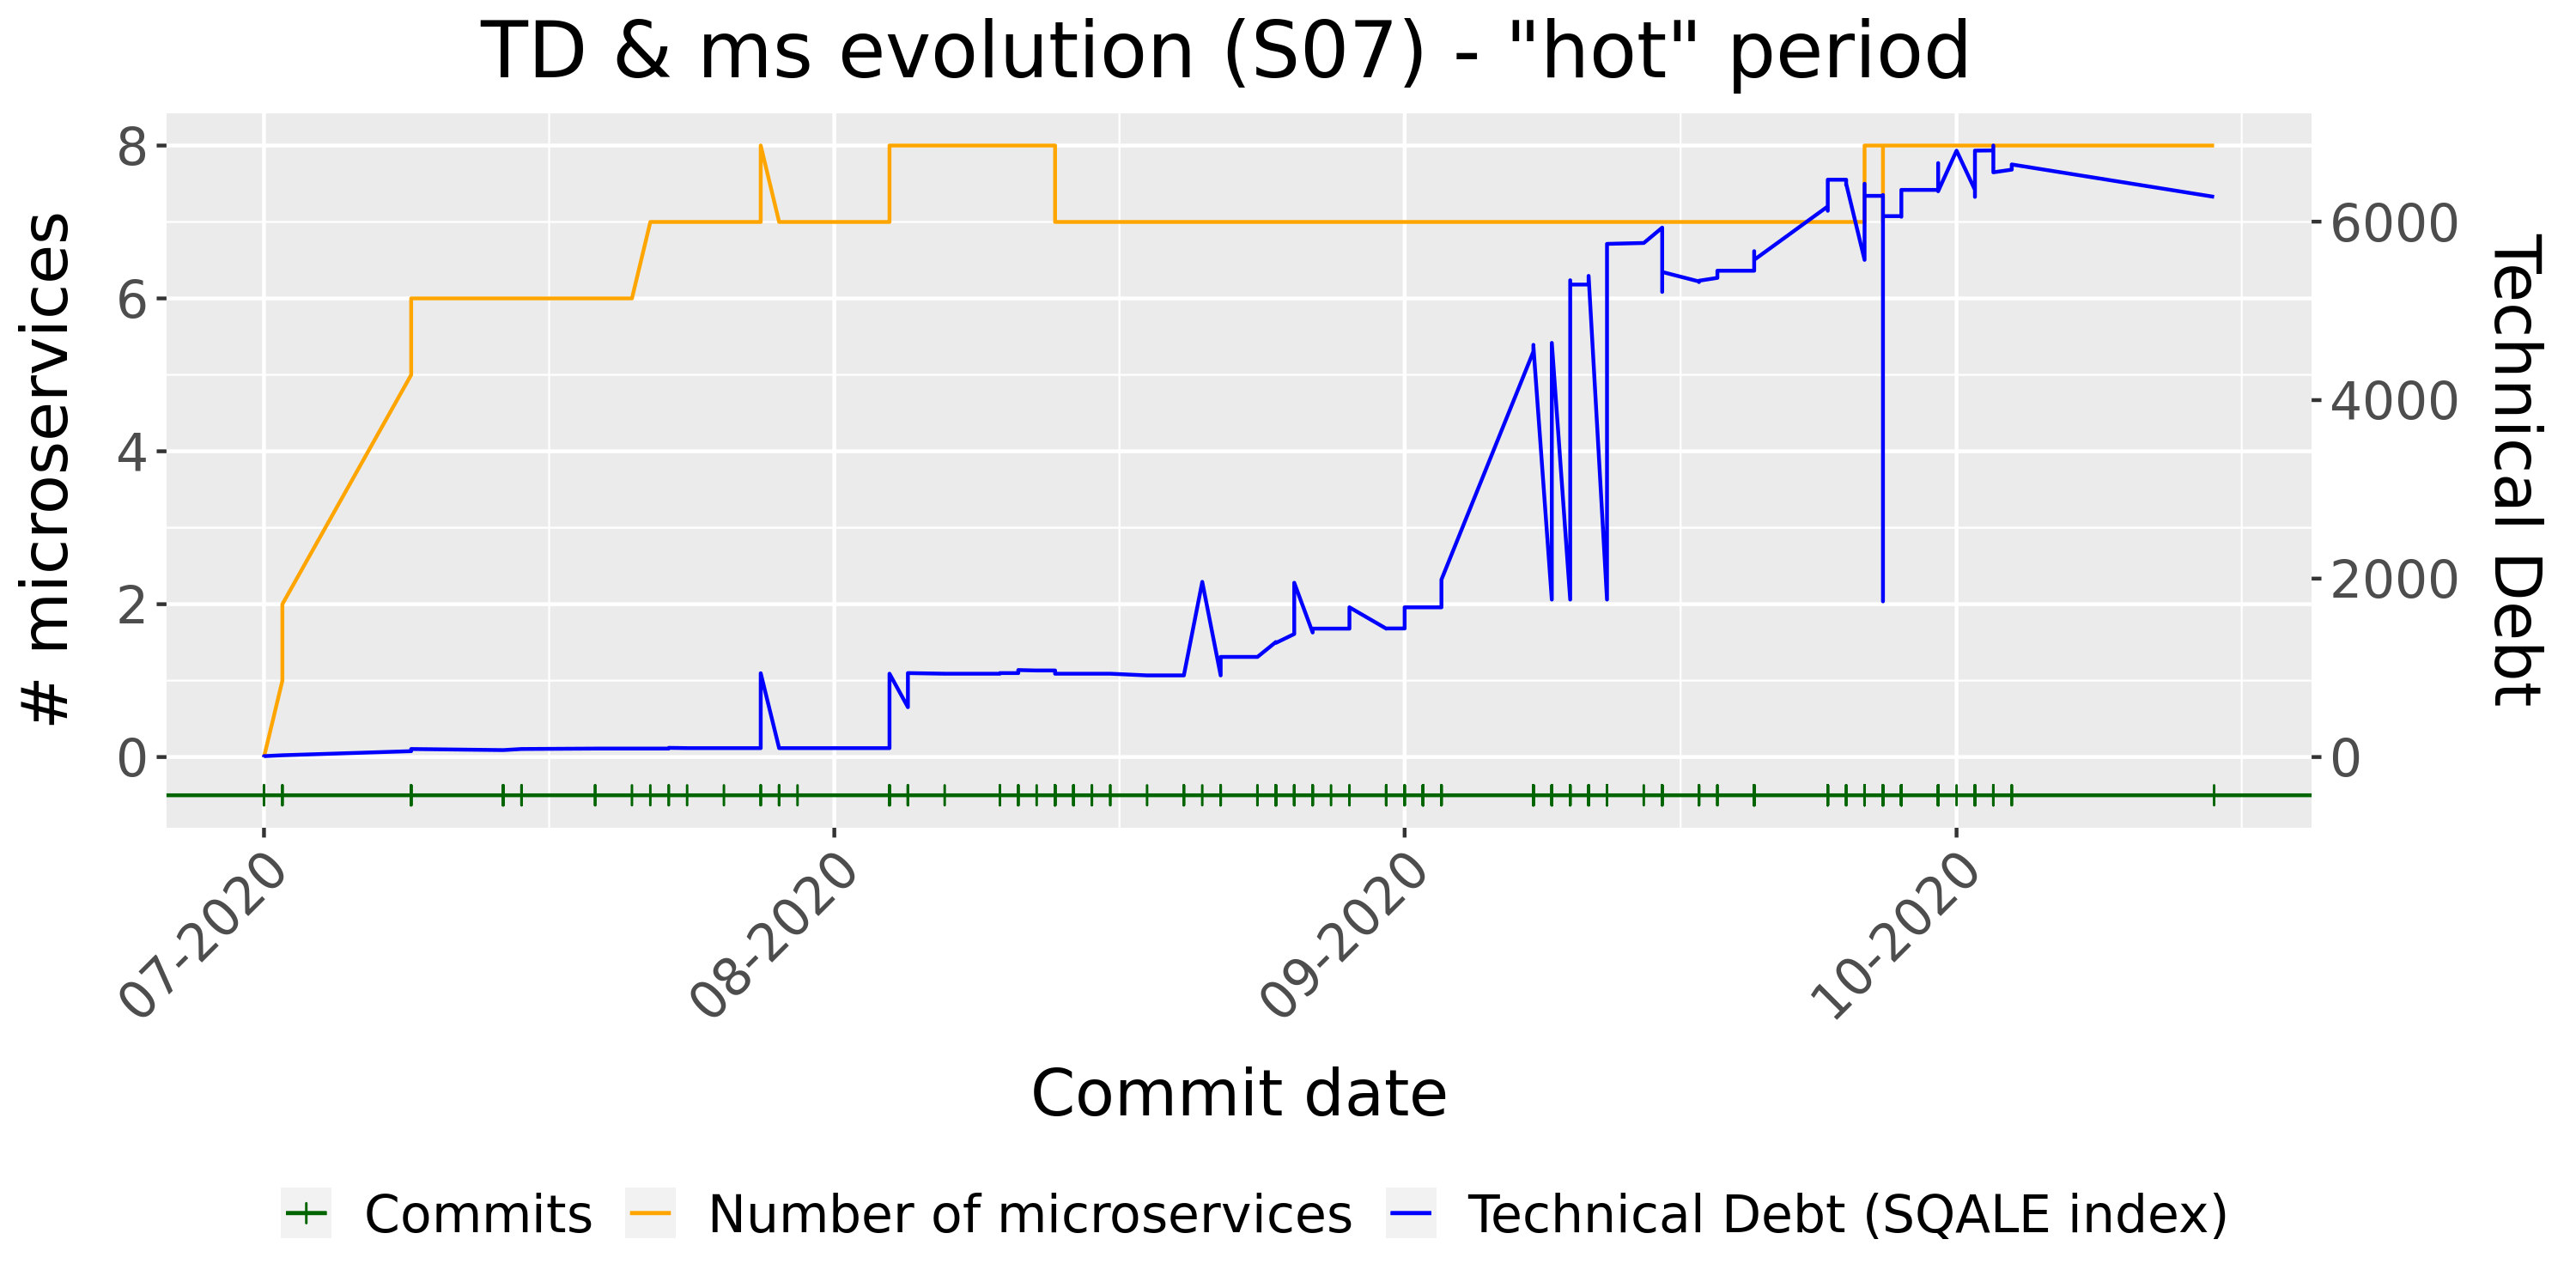 TD & ms evolution (S07) - "hot" period
# microservices
8
6
4
2
0
6000
4000
2000
0
Technical Debt
07-2020
08-2020
09-2020
10-2020
Commit date
Commits
Number of microservices
Technical Debt (SQALE index)